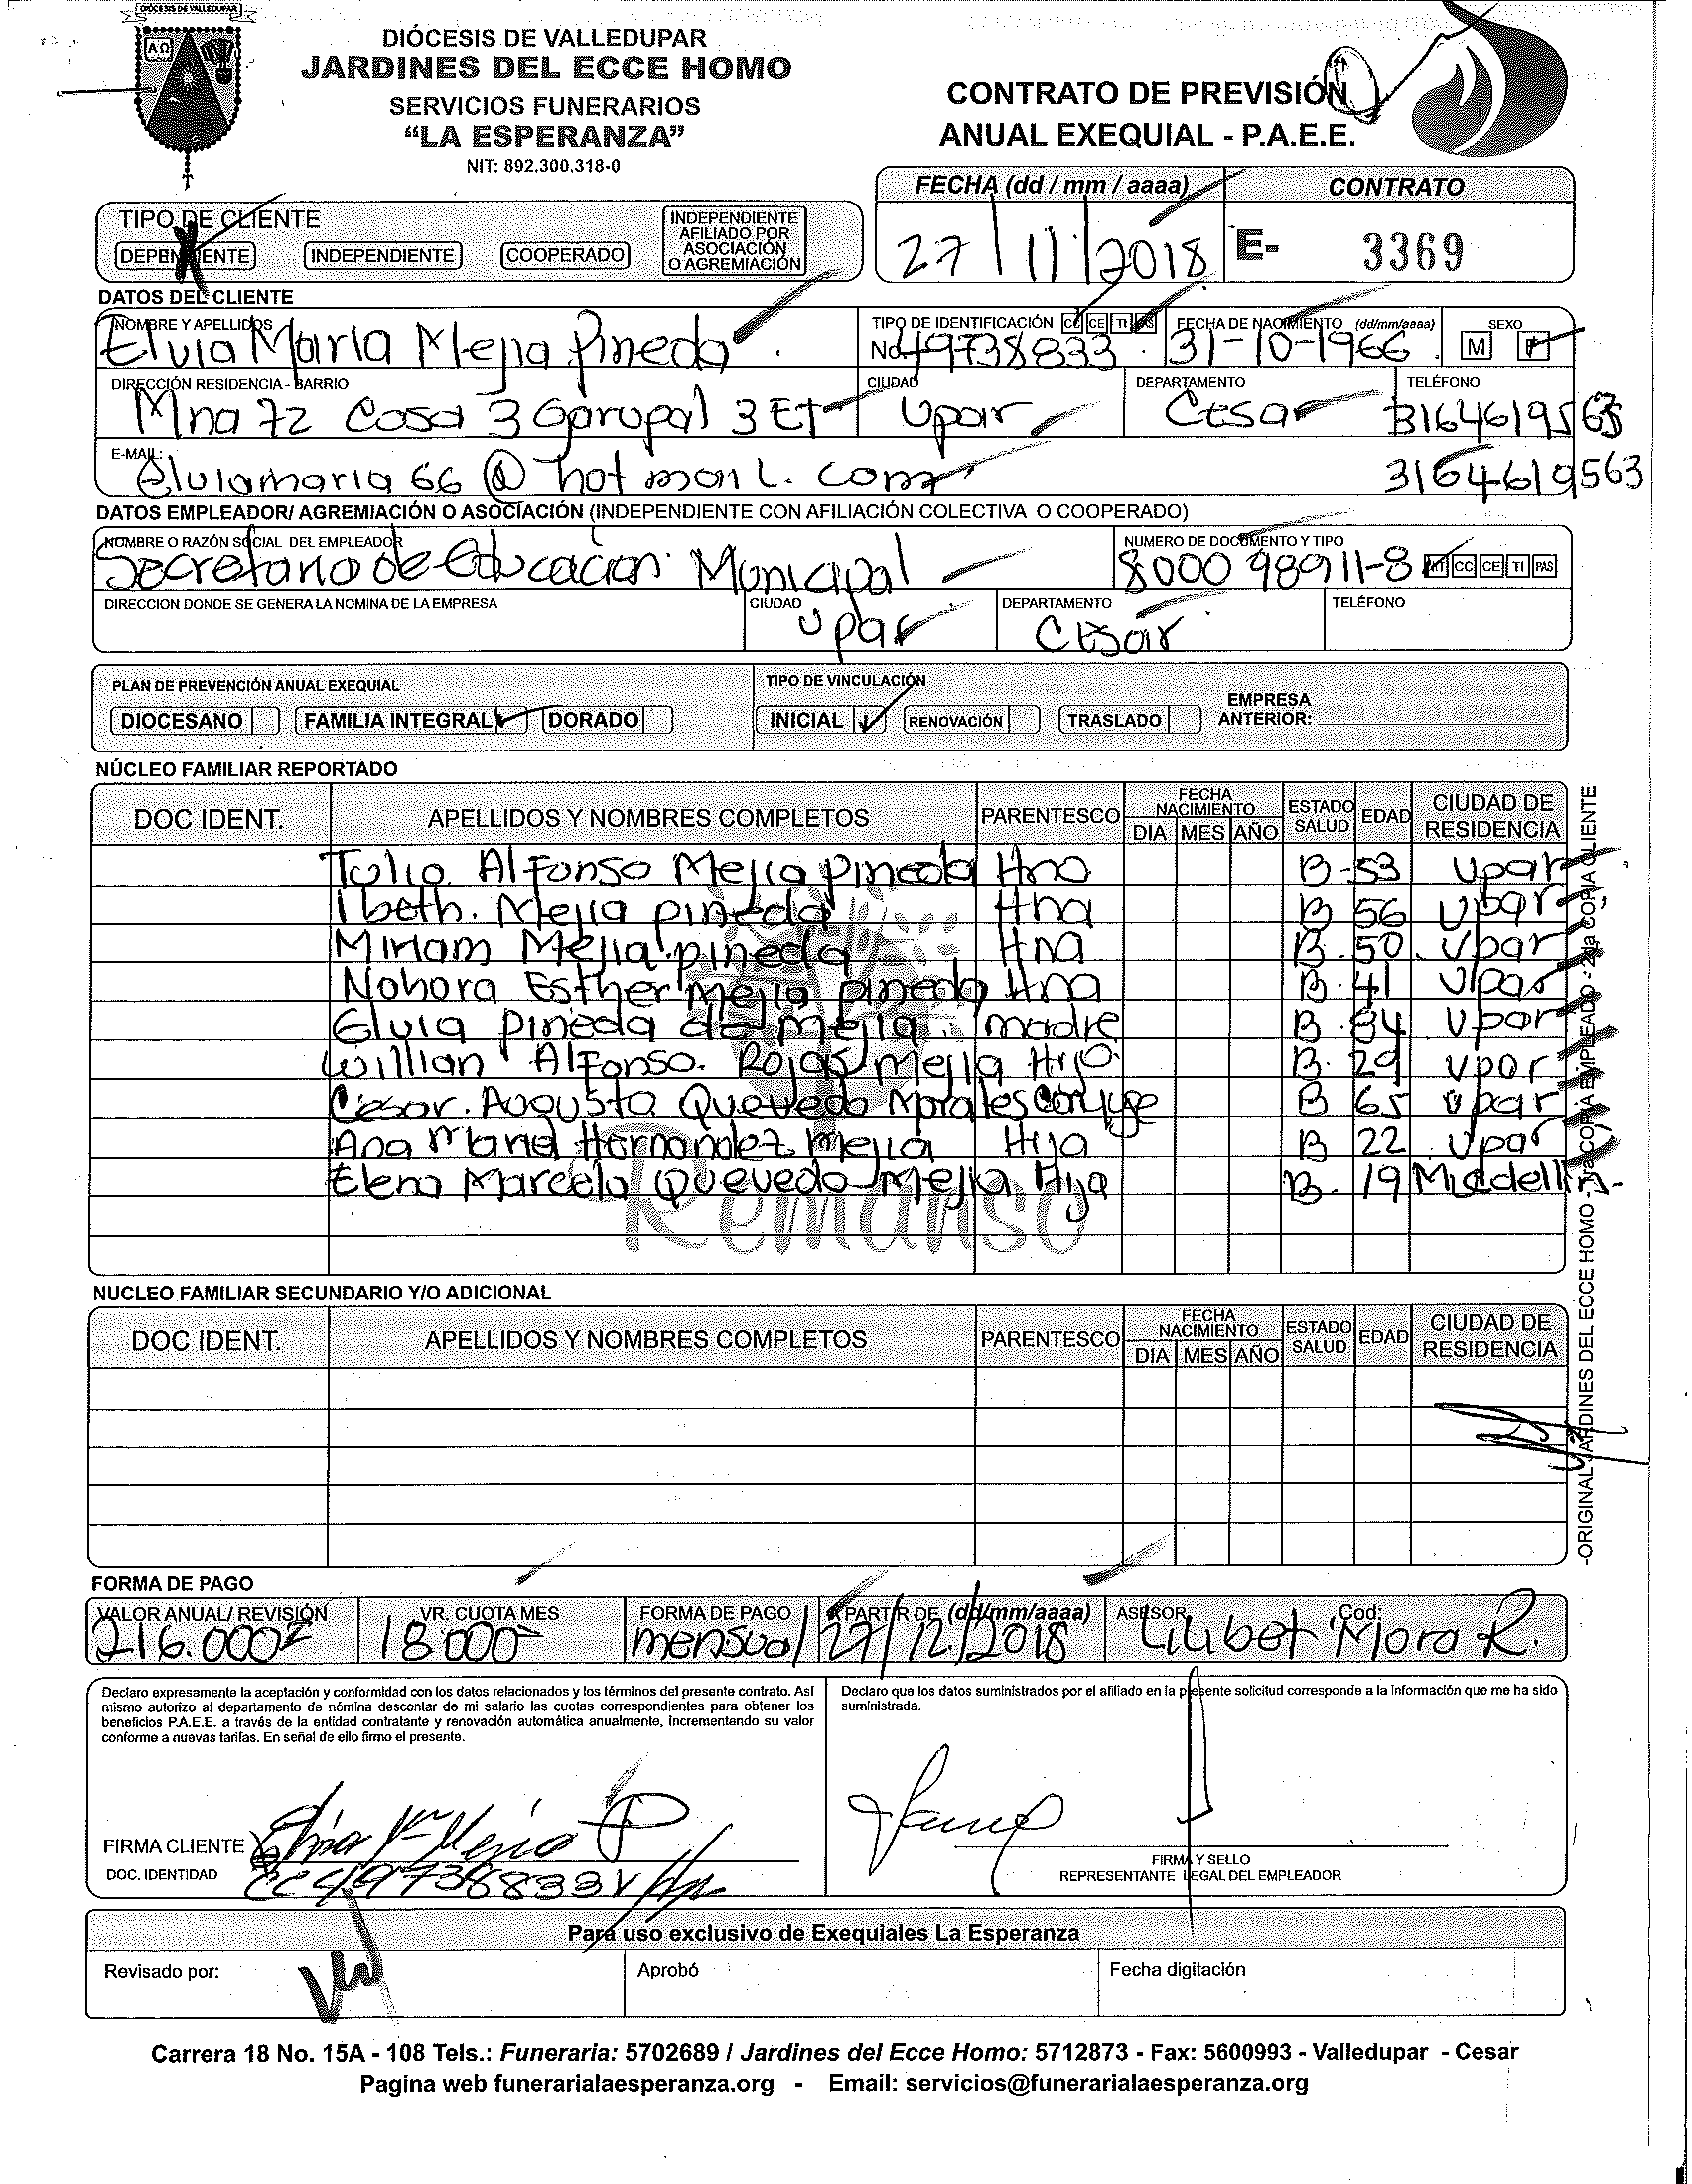 DIÓCESIS DE VALLEDUPAR
DIÓCESIS DE VALLEDUPAR
JARDINES DEL ECCE HOMO
SERVICIOS FUNERARIOS
“LA ESPERANZA”
NIT: 892.300.318-0
CONTRATO DE PREVISIÓN
ANUAL EXEQUIAL - P.A.E.E.
FECHA (dd / mm / aaaa) CONTRATO
27/11/2018 E- 3369
TIPO DE CLIENTE
DEPENDIENTE INDEPENDIENTE COOPERADO INDEPENDIENTE AFILIADO POR ASOCIACIÓN O AGREMIACIÓN
DATOS DEL CLIENTE
NOMBRE Y APELLIDOS TIPO DE IDENTIFICACIÓN CC CE TI PAS FECHA DE NACIMIENTO (dd/mm/aaaa) SEXO
Elvia Maria Mejia Pineda No 49738833 31-10-1966 M F
DIRECCIÓN RESIDENCIA - BARRIO CIUDAD DEPARTAMENTO TELÉFONO
Mna 72 Casa 3 Garupal 3 ET Upar Cesar 3164619563
E-MAIL:
elviamaria66@hotmail.com 3164619563
DATOS EMPLEADOR/ AGREMIACIÓN O ASOCIACIÓN (INDEPENDIENTE CON AFILIACIÓN COLECTIVA O COOPERADO)
NOMBRE O RAZÓN SOCIAL DEL EMPLEADOR NUMERO DE DOCUMENTO Y TIPO
Secretario de Educacion Municipal 800098911-8 NIT CC CE TI PAS
DIRECCION DONDE SE GENERA LA NOMINA DE LA EMPRESA CIUDAD DEPARTAMENTO TELÉFONO
Upar Cesar
PLAN DE PREVENCIÓN ANUAL EXEQUIAL TIPO DE VINCULACIÓN
DIOCESANO FAMILIA INTEGRAL DORADO INICIAL RENOVACIÓN TRASLADO EMPRESA ANTERIOR:
NÚCLEO FAMILIAR REPORTADO
DOC IDENT. APELLIDOS Y NOMBRES COMPLETOS PARENTESCO FECHA NACIMIENTO DIA MES AÑO ESTADO SALUD EDAD CIUDAD DE RESIDENCIA
Tulio Alfonso Mejia Pineda Hno B-53 Upar
Ibeth. Mejia pineda Hna B 56 Upar
Miriam Mejia pineda Hna B. 50 Upar
Nohora Esther mejia pineda Hna B. 41 Upar
Elvia Pineda de mejia madre B. 84 Upar
Willian Alfonso. Rojas mejia Hijo B. 29 Upar
Cesar. Augusto Quevedo Morales Conyuge B 65 Upar
Ana Maria Hernandez mejia Hija B 22 Upar
Elena Marcela Quevedo Mejia Hija B. 19 Medellin
Remanso
NUCLEO FAMILIAR SECUNDARIO Y/O ADICIONAL
DOC IDENT. APELLIDOS Y NOMBRES COMPLETOS PARENTESCO FECHA NACIMIENTO DIA MES AÑO ESTADO SALUD EDAD CIUDAD DE RESIDENCIA
-ORIGINAL JARDINES DEL ECCE HOMO - 1ra COPIA EMPLEADO - 2da COPIA CLIENTE
FORMA DE PAGO
VALOR ANUAL/ REVISIÓN VR. CUOTA MES FORMA DE PAGO A PARTIR DE (dd/mm/aaaa) ASESOR Cod:
216.000 18.000 mensual 27/12/2018 Lilibet Mora R.
Declaro expresamente la aceptación y conformidad con los datos relacionados y los términos del presente contrato. Así
mismo autorizo al departamento de nómina descontar de mi salario las cuotas correspondientes para obtener los
beneficios P.A.E.E. a través de la entidad contratante y renovación automática anualmente, incrementando su valor
conforme a nuevas tarifas. En señal de ello firmo el presente.
Declaro que los datos suministrados por el afiliado en la presente solicitud corresponde a la información que me ha sido
suministrada.
FIRMA CLIENTE Elvia Mª Mejia P
DOC. IDENTIDAD CC 49738833 V/par
FIRMA Y SELLO
REPRESENTANTE LEGAL DEL EMPLEADOR
Para uso exclusivo de Exequiales La Esperanza
Revisado por: Aprobó Fecha digitación
Carrera 18 No. 15A - 108 Tels.: Funeraria: 5702689 / Jardines del Ecce Homo: 5712873 - Fax: 5600993 - Valledupar - Cesar
Pagina web funerarialaesperanza.org - Email: servicios@funerarialaesperanza.org